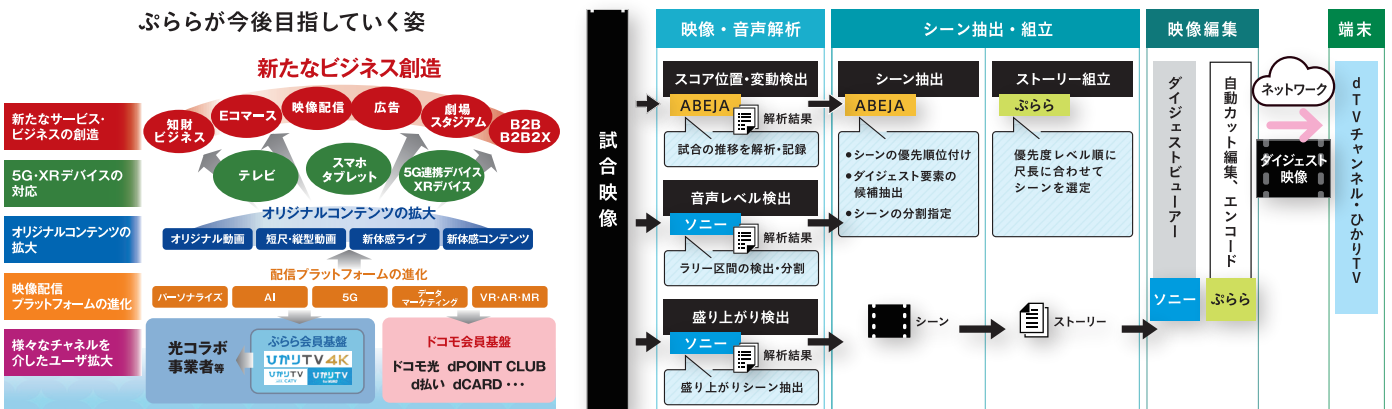 ぷららが今後目指していく姿
新たなビジネス創造
新たなサービス・
ビジネスの創造
知財
ビジネス
Eコマース
映像配信
広告
劇場
スタジアム
B2B
B2B2X
5G・XRデバイスの
対応
テレビ
スマホ
タブレット
5G連携デバイス
XRデバイス
オリジナルコンテンツの
拡大
オリジナルコンテンツの拡大
オリジナル動画
短尺・縦型動画
新体感ライブ
新体感コンテンツ
映像配信
プラットフォームの進化
配信プラットフォームの進化
パーソナライズ
AI
5G
データ
マーケティング
VR・AR・MR
様々なチャネルを
介したユーザ拡大
光コラボ
事業者等
ぷらら会員基盤
ひかりTV4K
ひかりTV
ひかりTV
ドコモ会員基盤
ドコモ光 dPOINT CLUB
d払い dCARD・・・
試合映像
映像・音声解析
スコア位置・変動検出
ABEJA
解析結果
試合の推移を解析・記録
音声レベル検出
ソニー
解析結果
ラリー区間の検出・分割
盛り上がり検出
ソニー
解析結果
盛り上がりシーン抽出
シーン抽出・組立
シーン抽出
ABEJA
●シーンの優先順位付け
●ダイジェスト要素の
候補抽出
●シーンの分割指定
ストーリー組立
ぷらら
優先度レベル順に
尺長に合わせて
シーンを選定
シーン
ストーリー
映像編集
ダイジェストビューアー
ソニー
自動カット編集、エンコード
ぷらら
ネットワーク
ダイジェスト
映像
端末
dTVチャンネル・ひかりTV